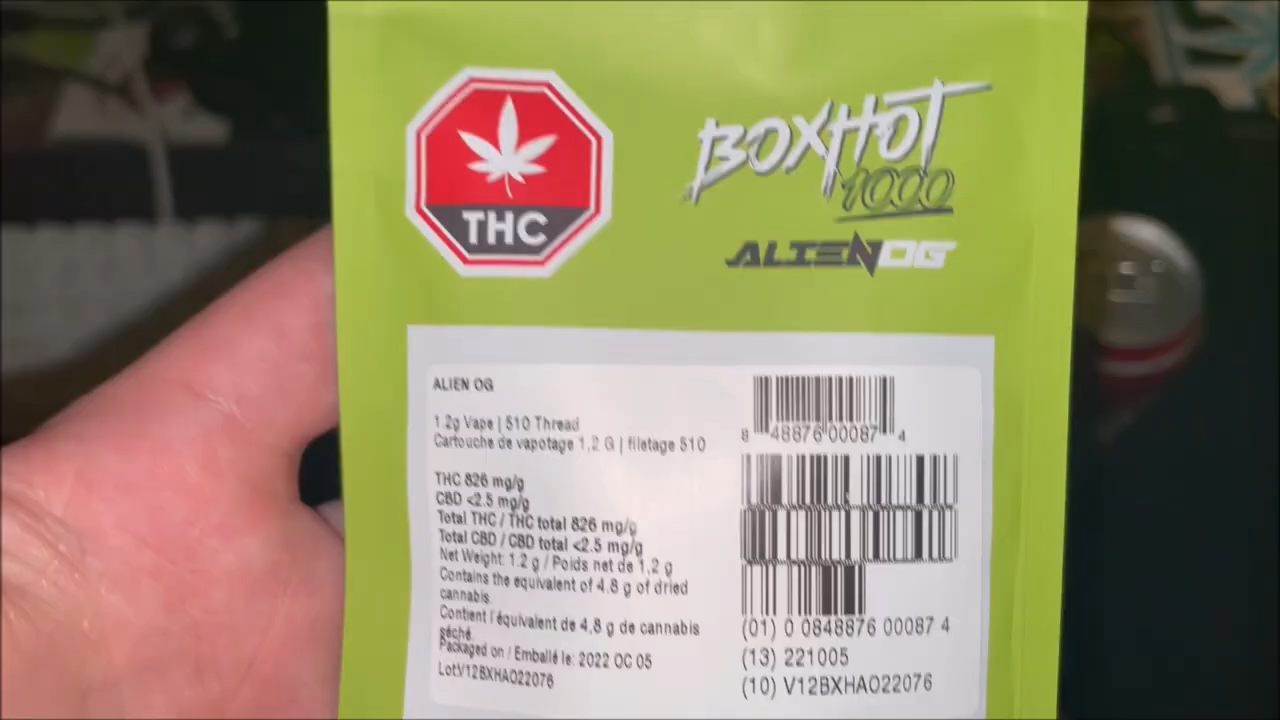 THC
BOXHOT
1000
ALIENOG
ALIEN OG
1.2g Vape | 510 Thread
Cartouche de vapotage 1,2 G | filetage 510
THC 826 mg/g
CBD <2.5 mg/g
Total THC / THC total 826 mg/g
Total CBD / CBD total <2.5 mg/g
Net Weight: 1.2 g / Poids net de 1,2 g
Contains the equivalent of 4.8 g of dried
cannabis.
Contient l'équivalent de 4,8 g de cannabis
séché.
Packaged on / Emballé le: 2022 OC 05
Lot:V12BXHAO22076
8 48876 00087 4
(01) 0 0848876 00087 4
(13) 221005
(10) V12BXHAO22076